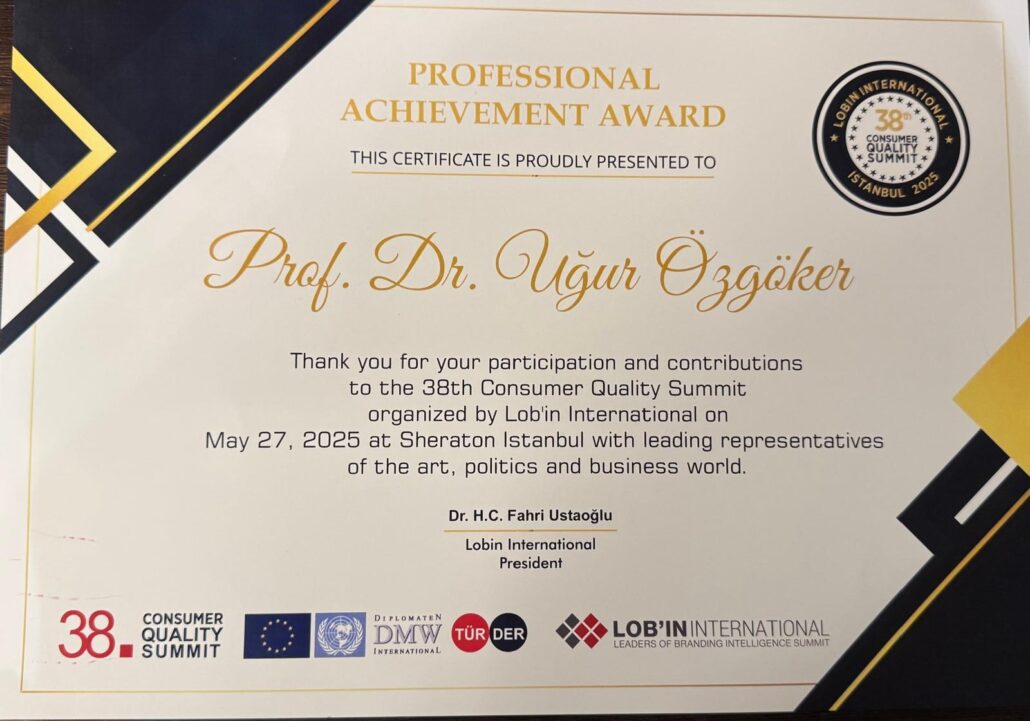 PROFESSIONAL
ACHIEVEMENT AWARD
THIS CERTIFICATE IS PROUDLY PRESENTED TO
LOBIN INTERNATIONAL
38th
CONSUMER
QUALITY
SUMMIT
ISTANBUL 2025
Prof. Dr. Uğur Özgöker
Thank you for your participation and contributions
to the 38th Consumer Quality Summit
organized by Lob'in International on
May 27, 2025 at Sheraton Istanbul with leading representatives
of the art, politics and business world.
Dr. H.C. Fahri Ustaoğlu
Lobin International
President
38.
CONSUMER
QUALITY
SUMMIT
DIPLOMATEN
DMW
INTERNATIONAL
TÜRDER
LOB'IN INTERNATIONAL
LEADERS OF BRANDING INTELLIGENCE SUMMIT